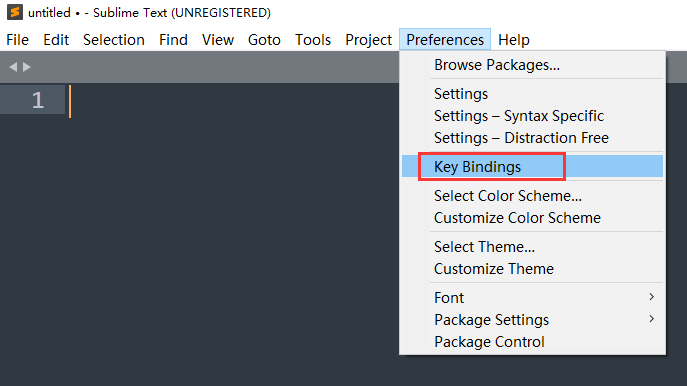 untitled • - Sublime Text (UNREGISTERED)
File Edit Selection Find View Goto Tools Project Preferences Help
Browse Packages...
1
Settings
Settings – Syntax Specific
Settings – Distraction Free
Key Bindings
Select Color Scheme...
Customize Color Scheme
Select Theme...
Customize Theme
Font
Package Settings
Package Control